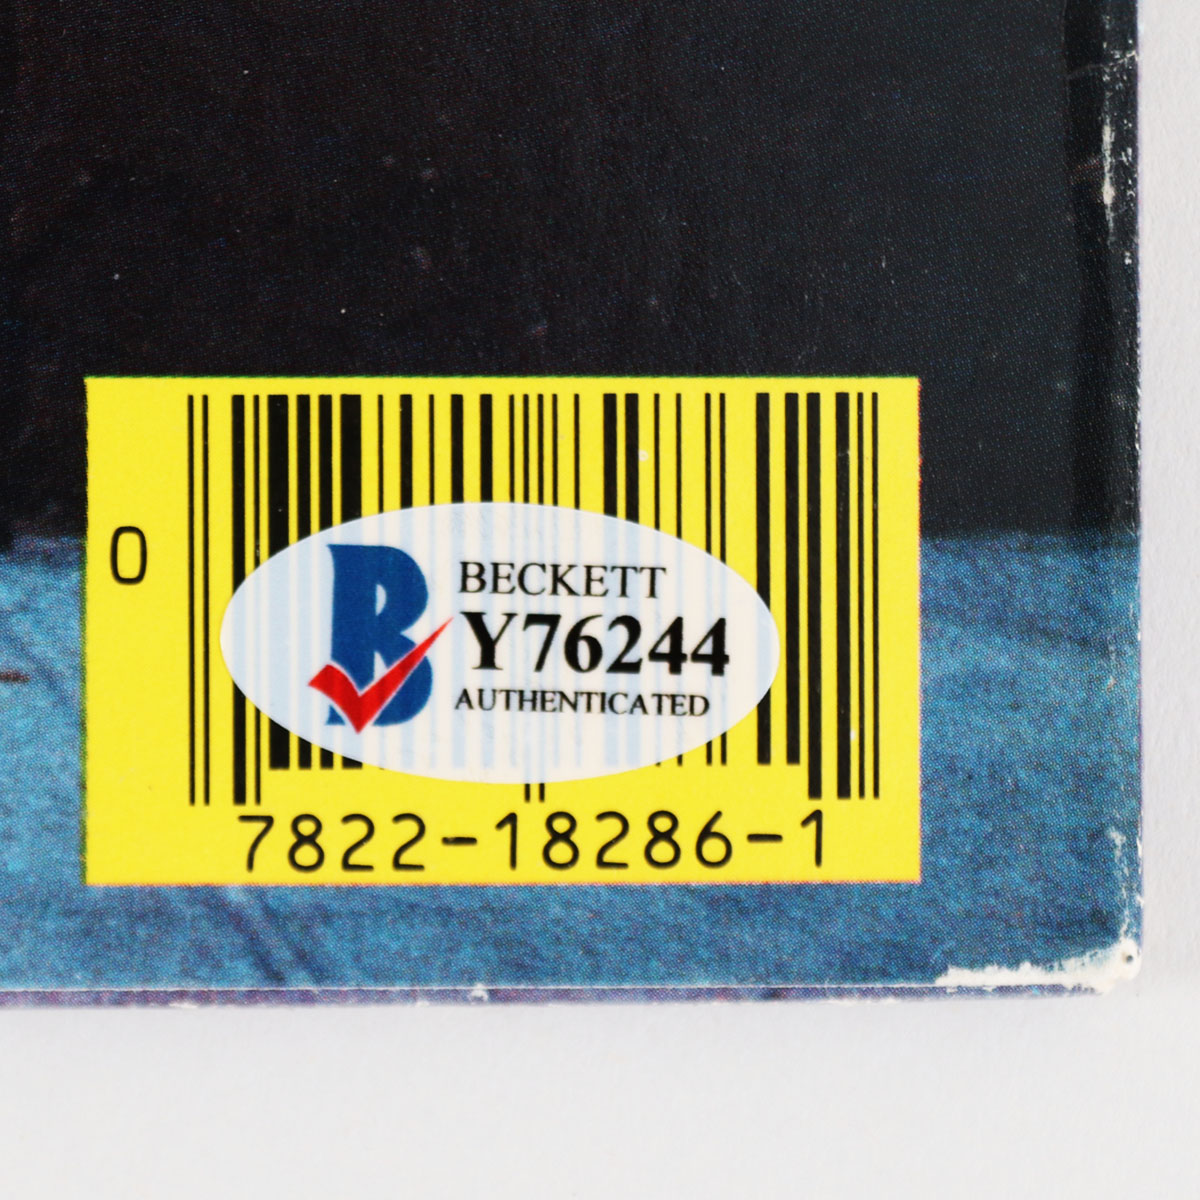 0
BECKETT
Y76244
AUTHENTICATED
7822-18286-1